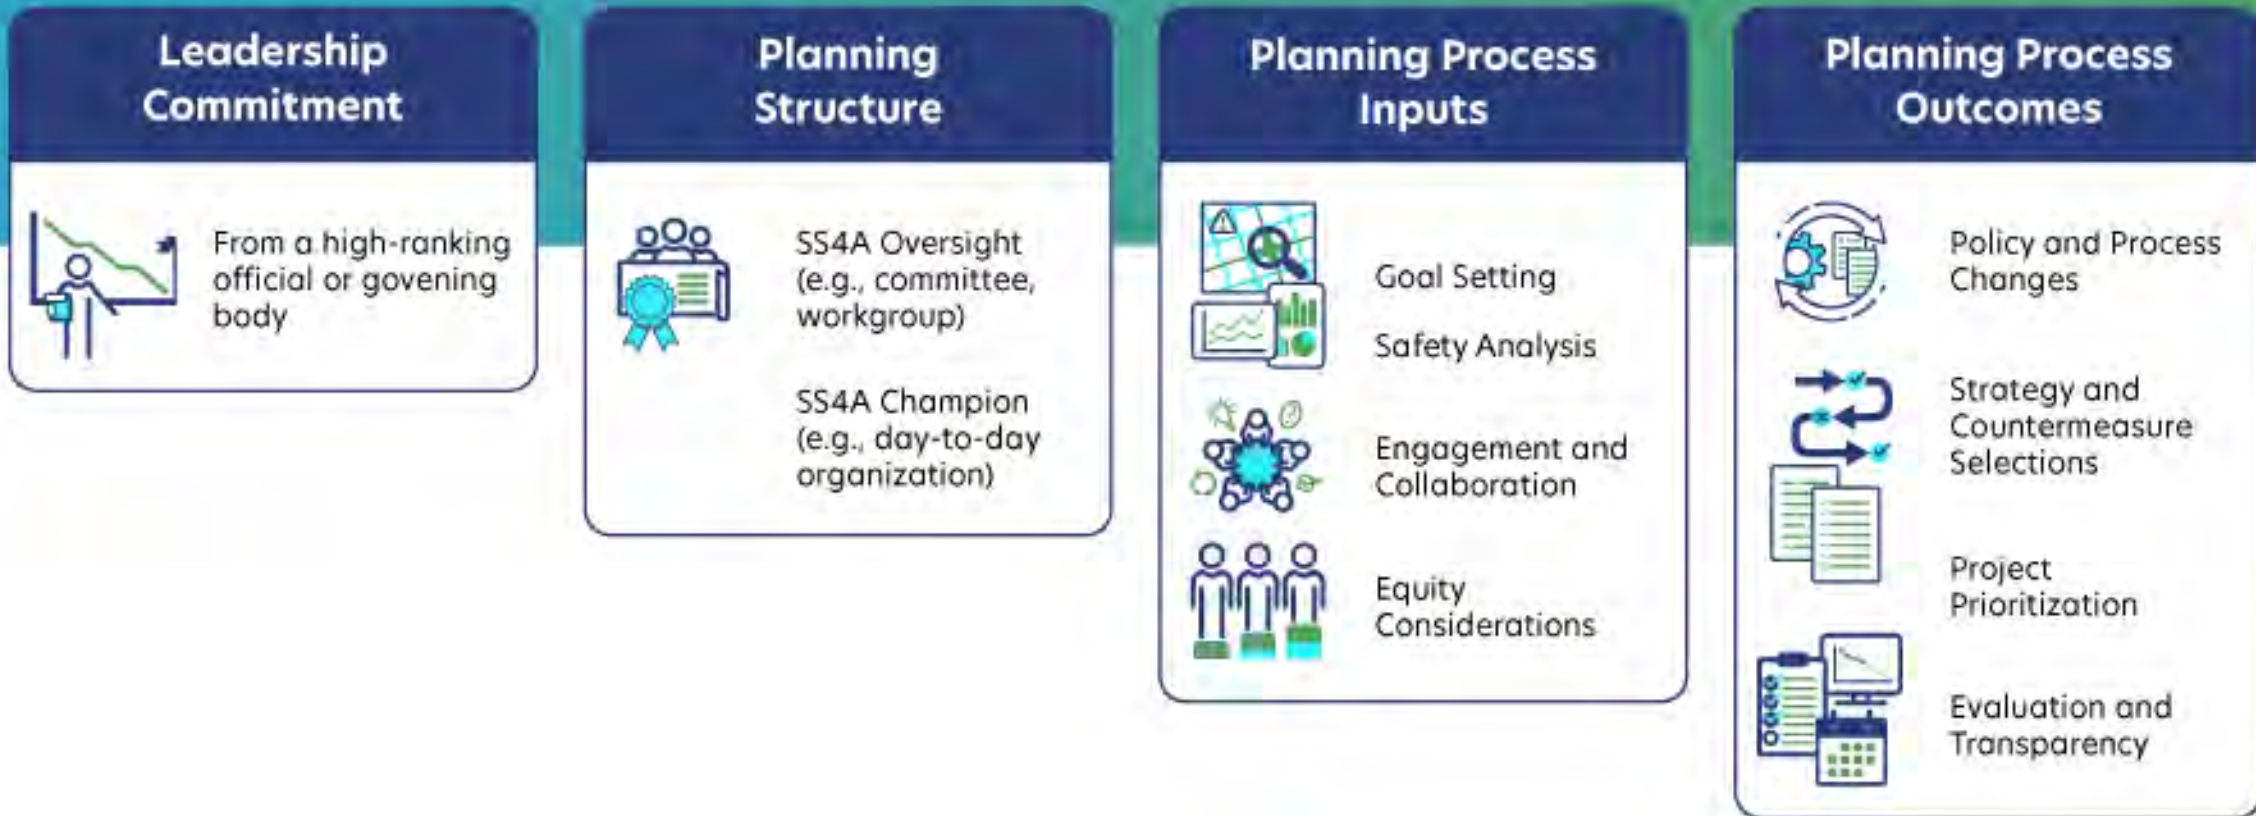 Leadership
Commitment
From a high-ranking
official or govening
body
Planning
Structure
SS4A Oversight
(e.g., committee,
workgroup)
SS4A Champion
(e.g., day-to-day
organization)
Planning Process
Inputs
Goal Setting
Safety Analysis
Engagement and
Collaboration
Equity
Considerations
Planning Process
Outcomes
Policy and Process
Changes
Strategy and
Countermeasure
Selections
Project
Prioritization
Evaluation and
Transparency